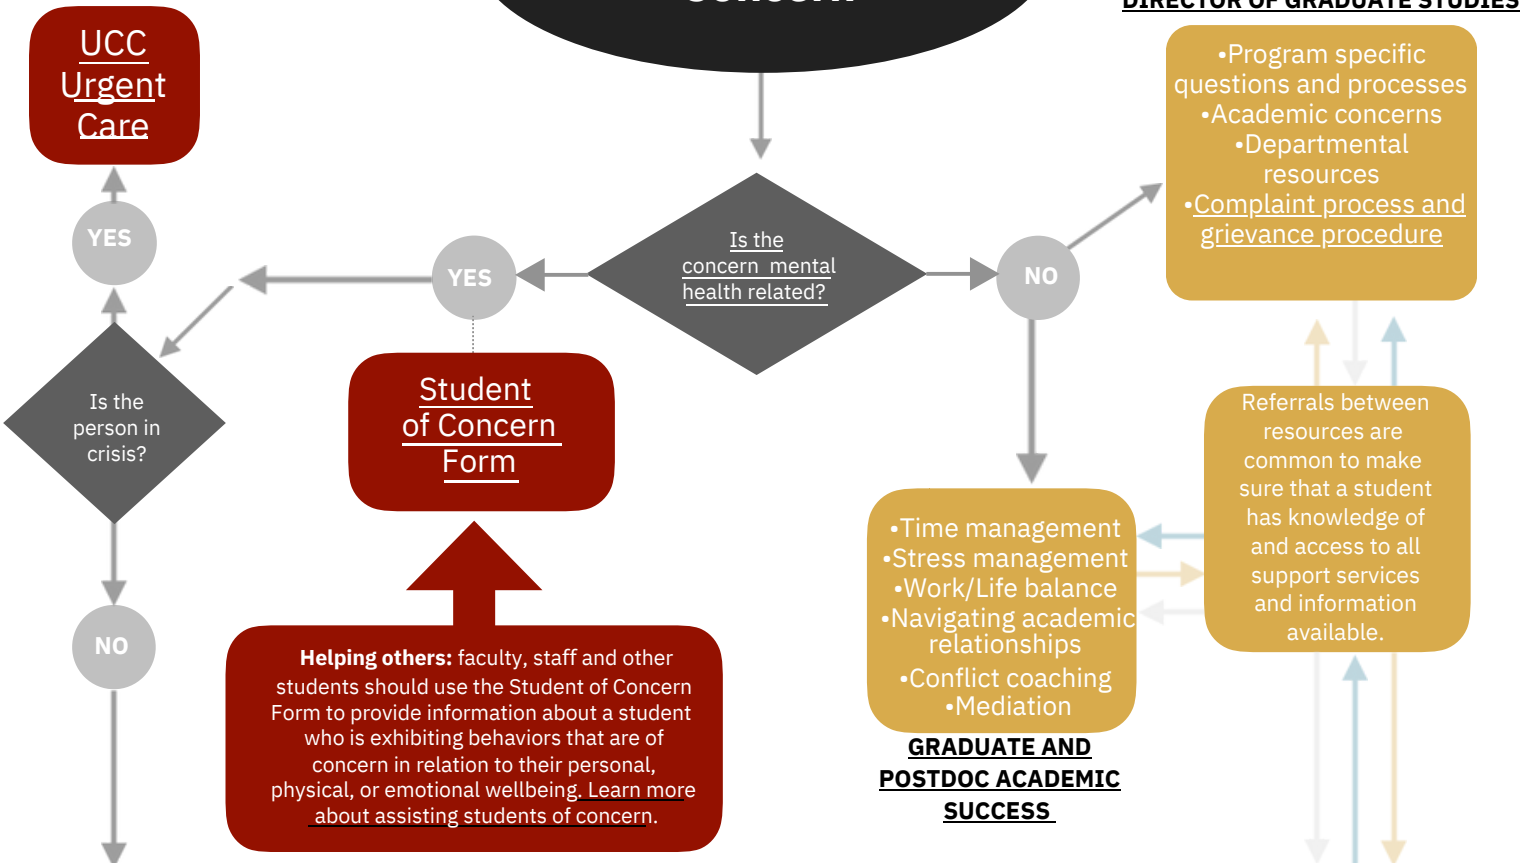 Concern
DIRECTOR OF GRADUATE STUDIES
UCC
Urgent
Care
•Program specific
questions and processes
•Academic concerns
•Departmental
resources
•Complaint process and
grievance procedure
YES
YES
Is the
concern mental
health related?
NO
Is the
person in
crisis?
Student
of Concern
Form
Referrals between
resources are
common to make
sure that a student
has knowledge of
and access to all
support services
and information
available.
•Time management
•Stress management
•Work/Life balance
•Navigating academic
relationships
•Conflict coaching
•Mediation
GRADUATE AND
POSTDOC ACADEMIC
SUCCESS
NO
Helping others: faculty, staff and other
students should use the Student of Concern
Form to provide information about a student
who is exhibiting behaviors that are of
concern in relation to their personal,
physical, or emotional wellbeing. Learn more
about assisting students of concern.